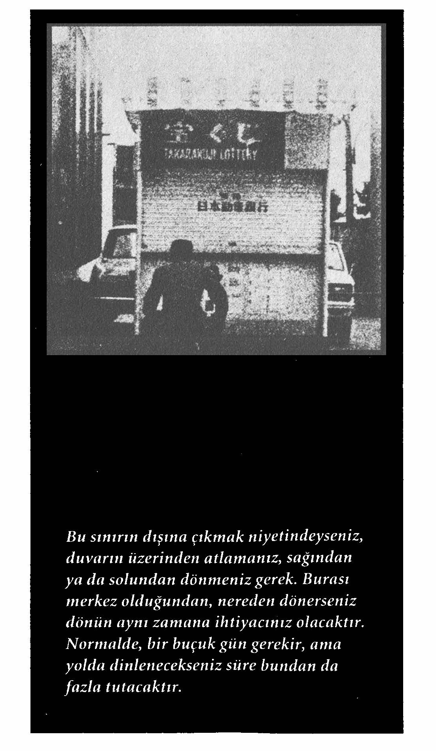 宝くじ
TAKARAKUJI LOTTERY
日本勧業銀行
Bu sınırın dışına çıkmak niyetindeyseniz,
duvarın üzerinden atlamanız, sağından
ya da solundan dönmeniz gerek. Burası
merkez olduğundan, nereden dönerseniz
dönün aynı zamana ihtiyacınız olacaktır.
Normalde, bir buçuk gün gerekir, ama
yolda dinlenecekseniz süre bundan da
fazla tutacaktır.